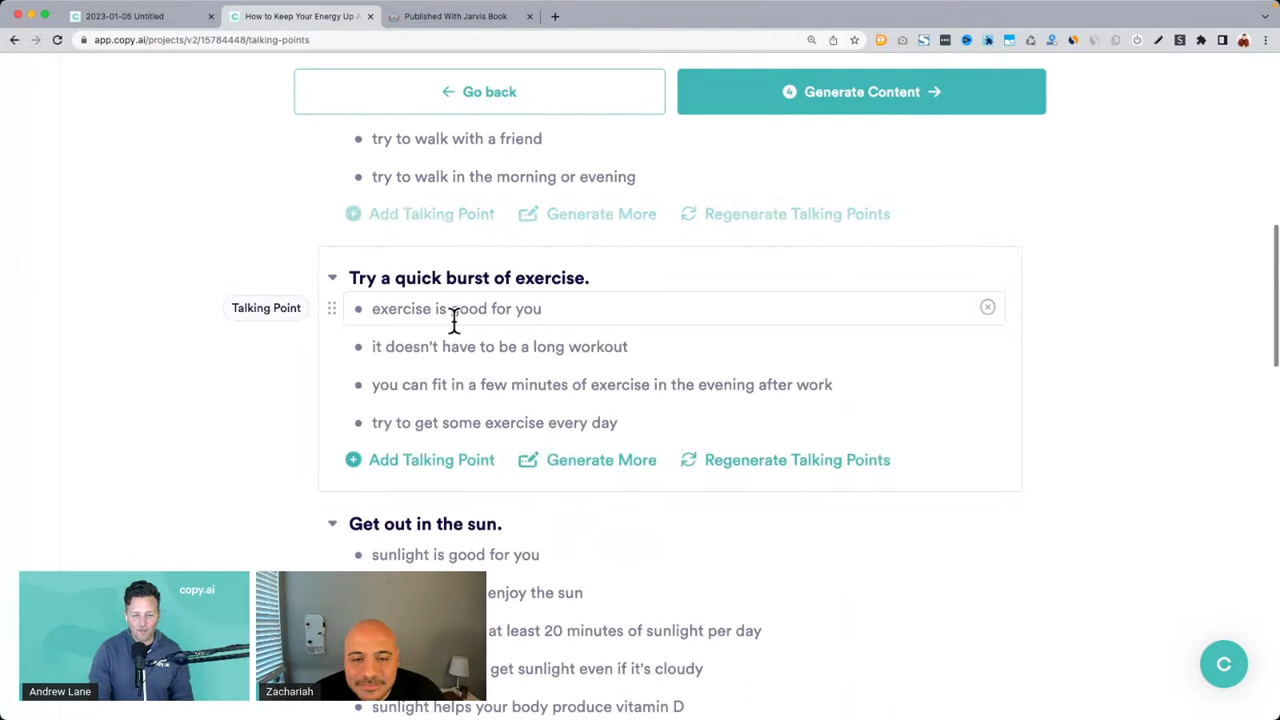 2023-01-05 Untitled
How to Keep Your Energy Up A
Published With Jarvis Book
app.copy.ai/projects/v2/15784448/talking-points
Go back
4 Generate Content
try to walk with a friend
try to walk in the morning or evening
Add Talking Point Generate More Regenerate Talking Points
Try a quick burst of exercise.
Talking Point
exercise is good for you
it doesn't have to be a long workout
you can fit in a few minutes of exercise in the evening after work
try to get some exercise every day
Add Talking Point Generate More Regenerate Talking Points
Get out in the sun.
sunlight is good for you
enjoy the sun
at least 20 minutes of sunlight per day
get sunlight even if it's cloudy
sunlight helps your body produce vitamin D
copy.ai
Andrew Lane
Zachariah
C